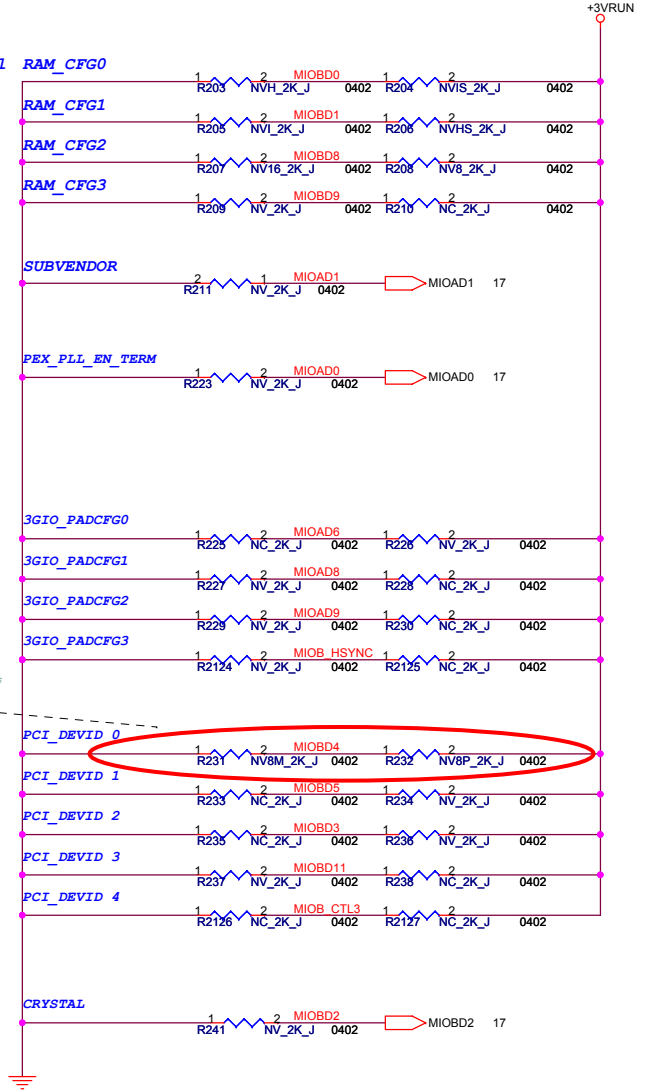 +3VRUN
1 RAM_CFG0
1 2 MIOBD0 1 2
R203 NVH_2K_J 0402 R204 NVIS_2K_J 0402
RAM_CFG1
1 2 MIOBD1 1 2
R205 NVI_2K_J 0402 R206 NVHS_2K_J 0402
RAM_CFG2
1 2 MIOBD8 1 2
R207 NV16_2K_J 0402 R208 NV8_2K_J 0402
RAM_CFG3
1 2 MIOBD9 1 2
R209 NV_2K_J 0402 R210 NC_2K_J 0402
SUBVENDOR
2 1 MIOAD1 MIOAD1 17
R211 NV_2K_J 0402
PEX_PLL_EN_TERM
1 2 MIOAD0 MIOAD0 17
R223 NV_2K_J 0402
3GIO_PADCFG0
1 2 MIOAD6 1 2
R225 NC_2K_J 0402 R226 NV_2K_J 0402
3GIO_PADCFG1
1 2 MIOAD8 1 2
R227 NV_2K_J 0402 R228 NC_2K_J 0402
3GIO_PADCFG2
1 2 MIOAD9 1 2
R229 NV_2K_J 0402 R230 NC_2K_J 0402
3GIO_PADCFG3
1 2 MIOB_HSYNC 1 2
R2124 NV_2K_J 0402 R2125 NC_2K_J 0402
PCI_DEVID 0
1 2 MIOBD4 1 2
R231 NV8M_2K_J 0402 R232 NV8P_2K_J 0402
PCI_DEVID 1
1 2 MIOBD5 1 2
R233 NC_2K_J 0402 R234 NV_2K_J 0402
PCI_DEVID 2
1 2 MIOBD3 1 2
R235 NC_2K_J 0402 R236 NV_2K_J 0402
PCI_DEVID 3
1 2 MIOBD11 1 2
R237 NV_2K_J 0402 R238 NC_2K_J 0402
PCI_DEVID 4
1 2 MIOB_CTL3 1 2
R2126 NC_2K_J 0402 R2127 NV_2K_J 0402
CRYSTAL
1 2 MIOBD2 MIOBD2 17
R241 NV_2K_J 0402